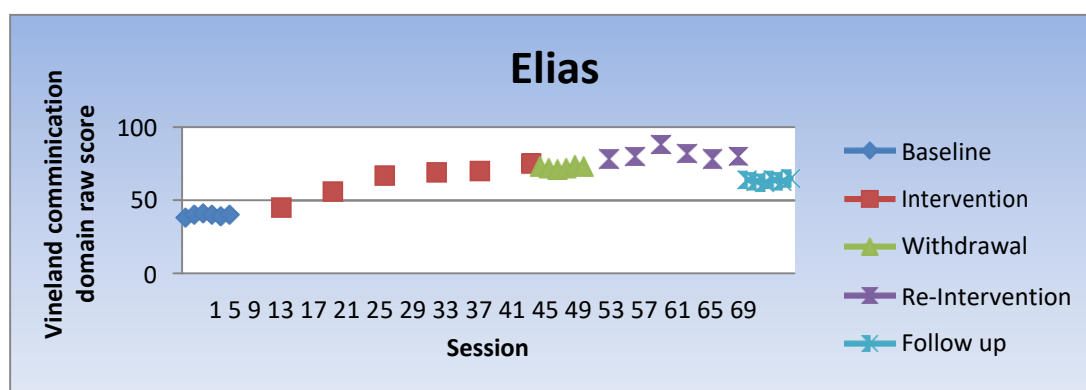 Elias
Vineland comminication
domain raw score
100
50
0
1 5 9 13 17 21 25 29 33 37 41 45 49 53 57 61 65 69
Session
Baseline
Intervention
Withdrawal
Re-Intervention
Follow up